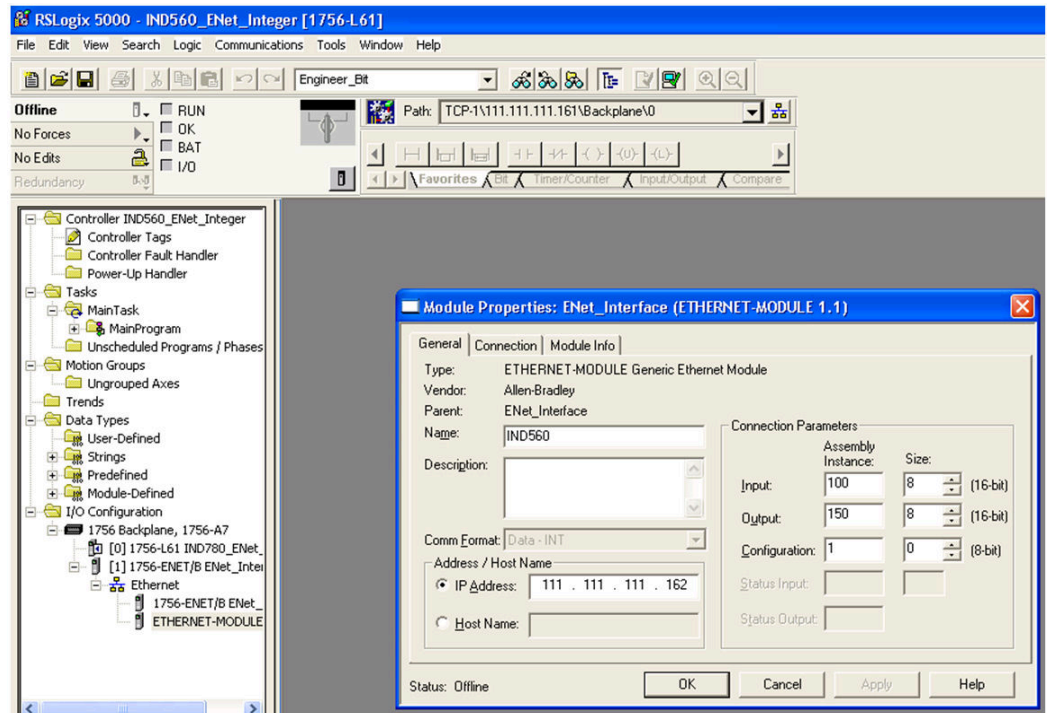 RSLogix 5000 - IND560_ENet_Integer [1756-L61]
File Edit View Search Logic Communications Tools Window Help
Engineer_Bit
Offline
RUN
No Forces
OK
No Edits
BAT
Redundancy
I/O
Path: TCP-1\111.111.111.161\Backplane\0
Favorites Bit Timer/Counter Input/Output Compare
Controller IND560_ENet_Integer
Controller Tags
Controller Fault Handler
Power-Up Handler
Tasks
MainTask
MainProgram
Unscheduled Programs / Phases
Motion Groups
Ungrouped Axes
Trends
Data Types
User-Defined
Strings
Predefined
Module-Defined
I/O Configuration
1756 Backplane, 1756-A7
[0] 1756-L61 IND780_ENet_
[1] 1756-ENET/B ENet_Inter
Ethernet
1756-ENET/B ENet_
ETHERNET-MODULE
Module Properties: ENet_Interface (ETHERNET-MODULE 1.1)
General Connection Module Info
Type: ETHERNET-MODULE Generic Ethernet Module
Vendor: Allen-Bradley
Parent: ENet_Interface
Name: IND560
Description:
Comm Format: Data - INT
Address / Host Name
IP Address: 111 . 111 . 111 . 162
Host Name:
Connection Parameters
Assembly
Instance: Size:
Input: 100 8 (16-bit)
Output: 150 8 (16-bit)
Configuration: 1 0 (8-bit)
Status Input:
Status Output:
Status: Offline
OK Cancel Apply Help